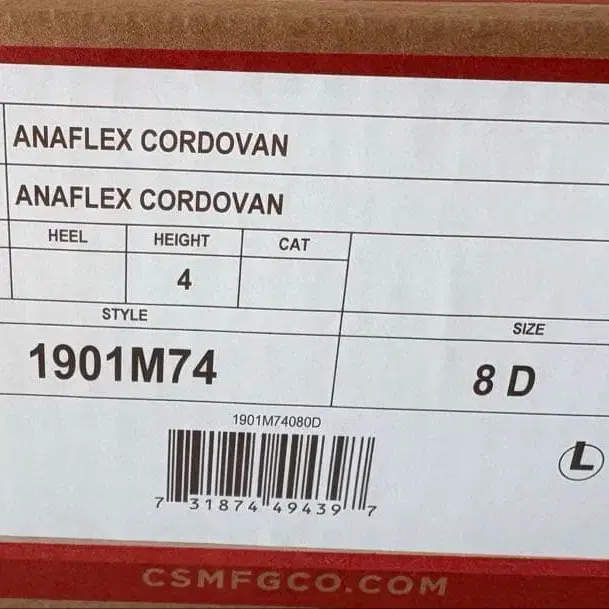 ANAFLEX CORDOVAN
ANAFLEX CORDOVAN
HEEL HEIGHT CAT
4
STYLE SIZE
1901M74 8 D
1901M74080D
7 31874 49439 7
L
CSMFGCO.COM